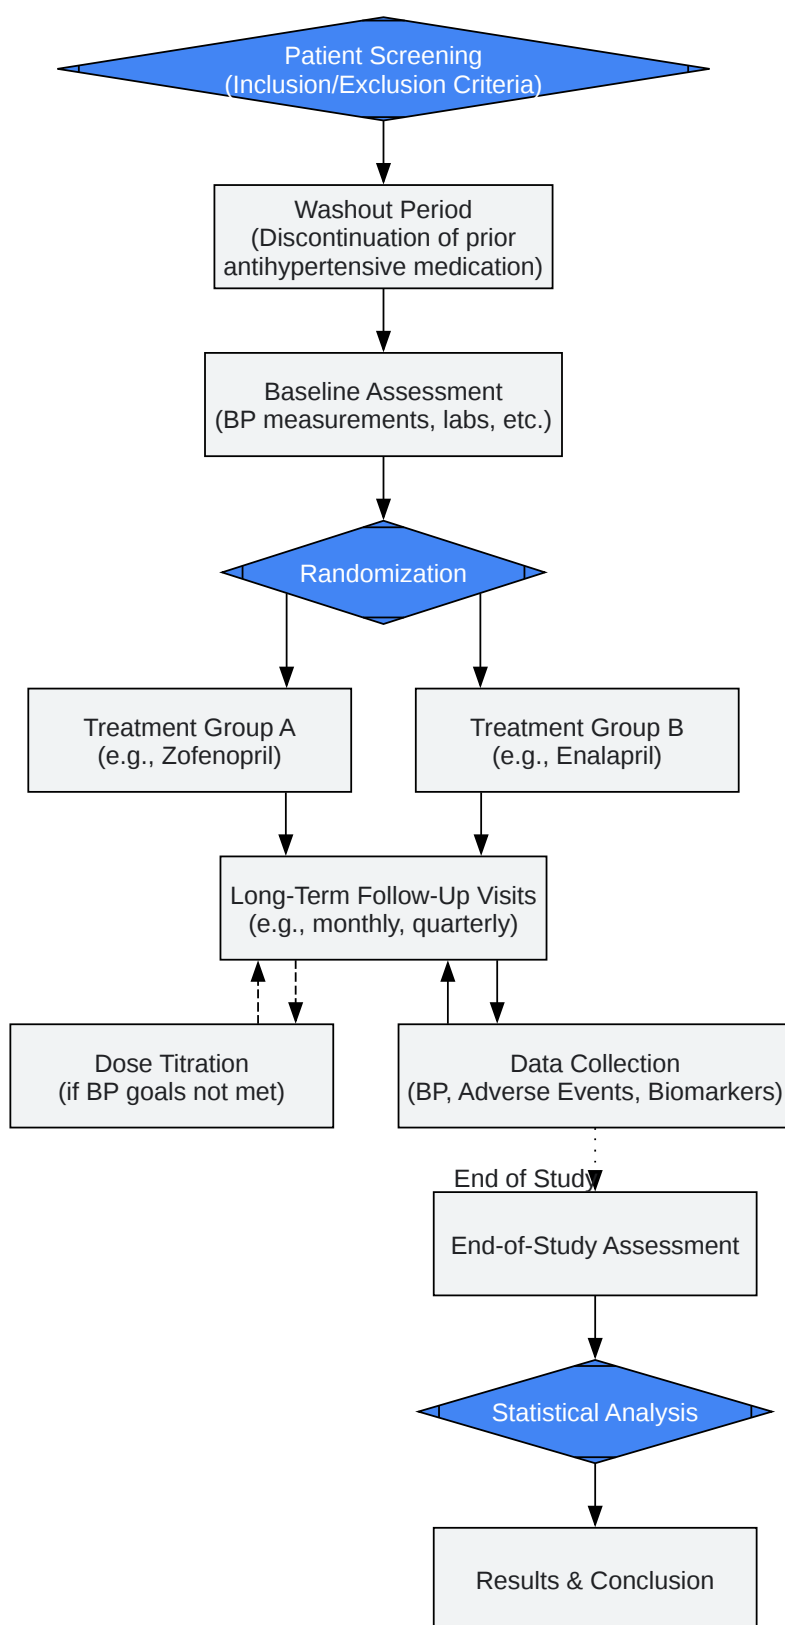 Patient Screening
(Inclusion/Exclusion Criteria)
Washout Period
(Discontinuation of prior
antihypertensive medication)
Baseline Assessment
(BP measurements, labs, etc.)
Randomization
Treatment Group A
(e.g., Zofenopril)
Treatment Group B
(e.g., Enalapril)
Long-Term Follow-Up Visits
(e.g., monthly, quarterly)
Dose Titration
(if BP goals not met)
Data Collection
(BP, Adverse Events, Biomarkers)
End of Study
End-of-Study Assessment
Statistical Analysis
Results & Conclusion